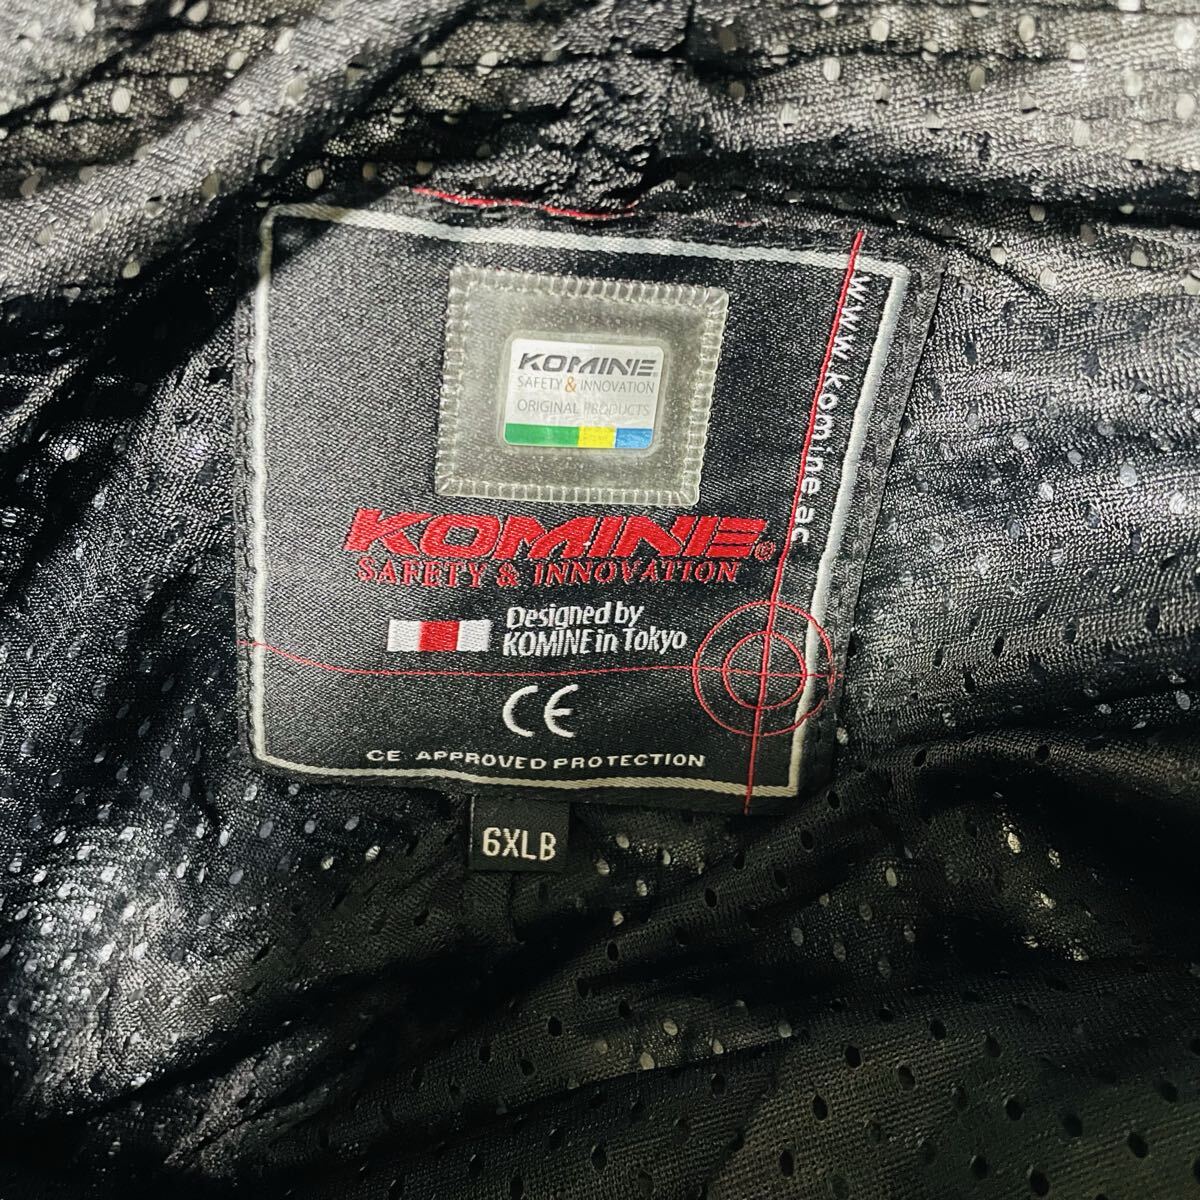 KOMINE
SAFETY & INNOVATION
ORIGINAL PRODUCTS
www.komine.ac
KOMINE®
SAFETY & INNOVATION
Designed by
KOMINE in Tokyo
CE
CE APPROVED PROTECTION
6XLB